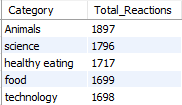 Category Total_Reactions
Animals 1897
science 1796
healthy eating 1717
food 1699
technology 1698